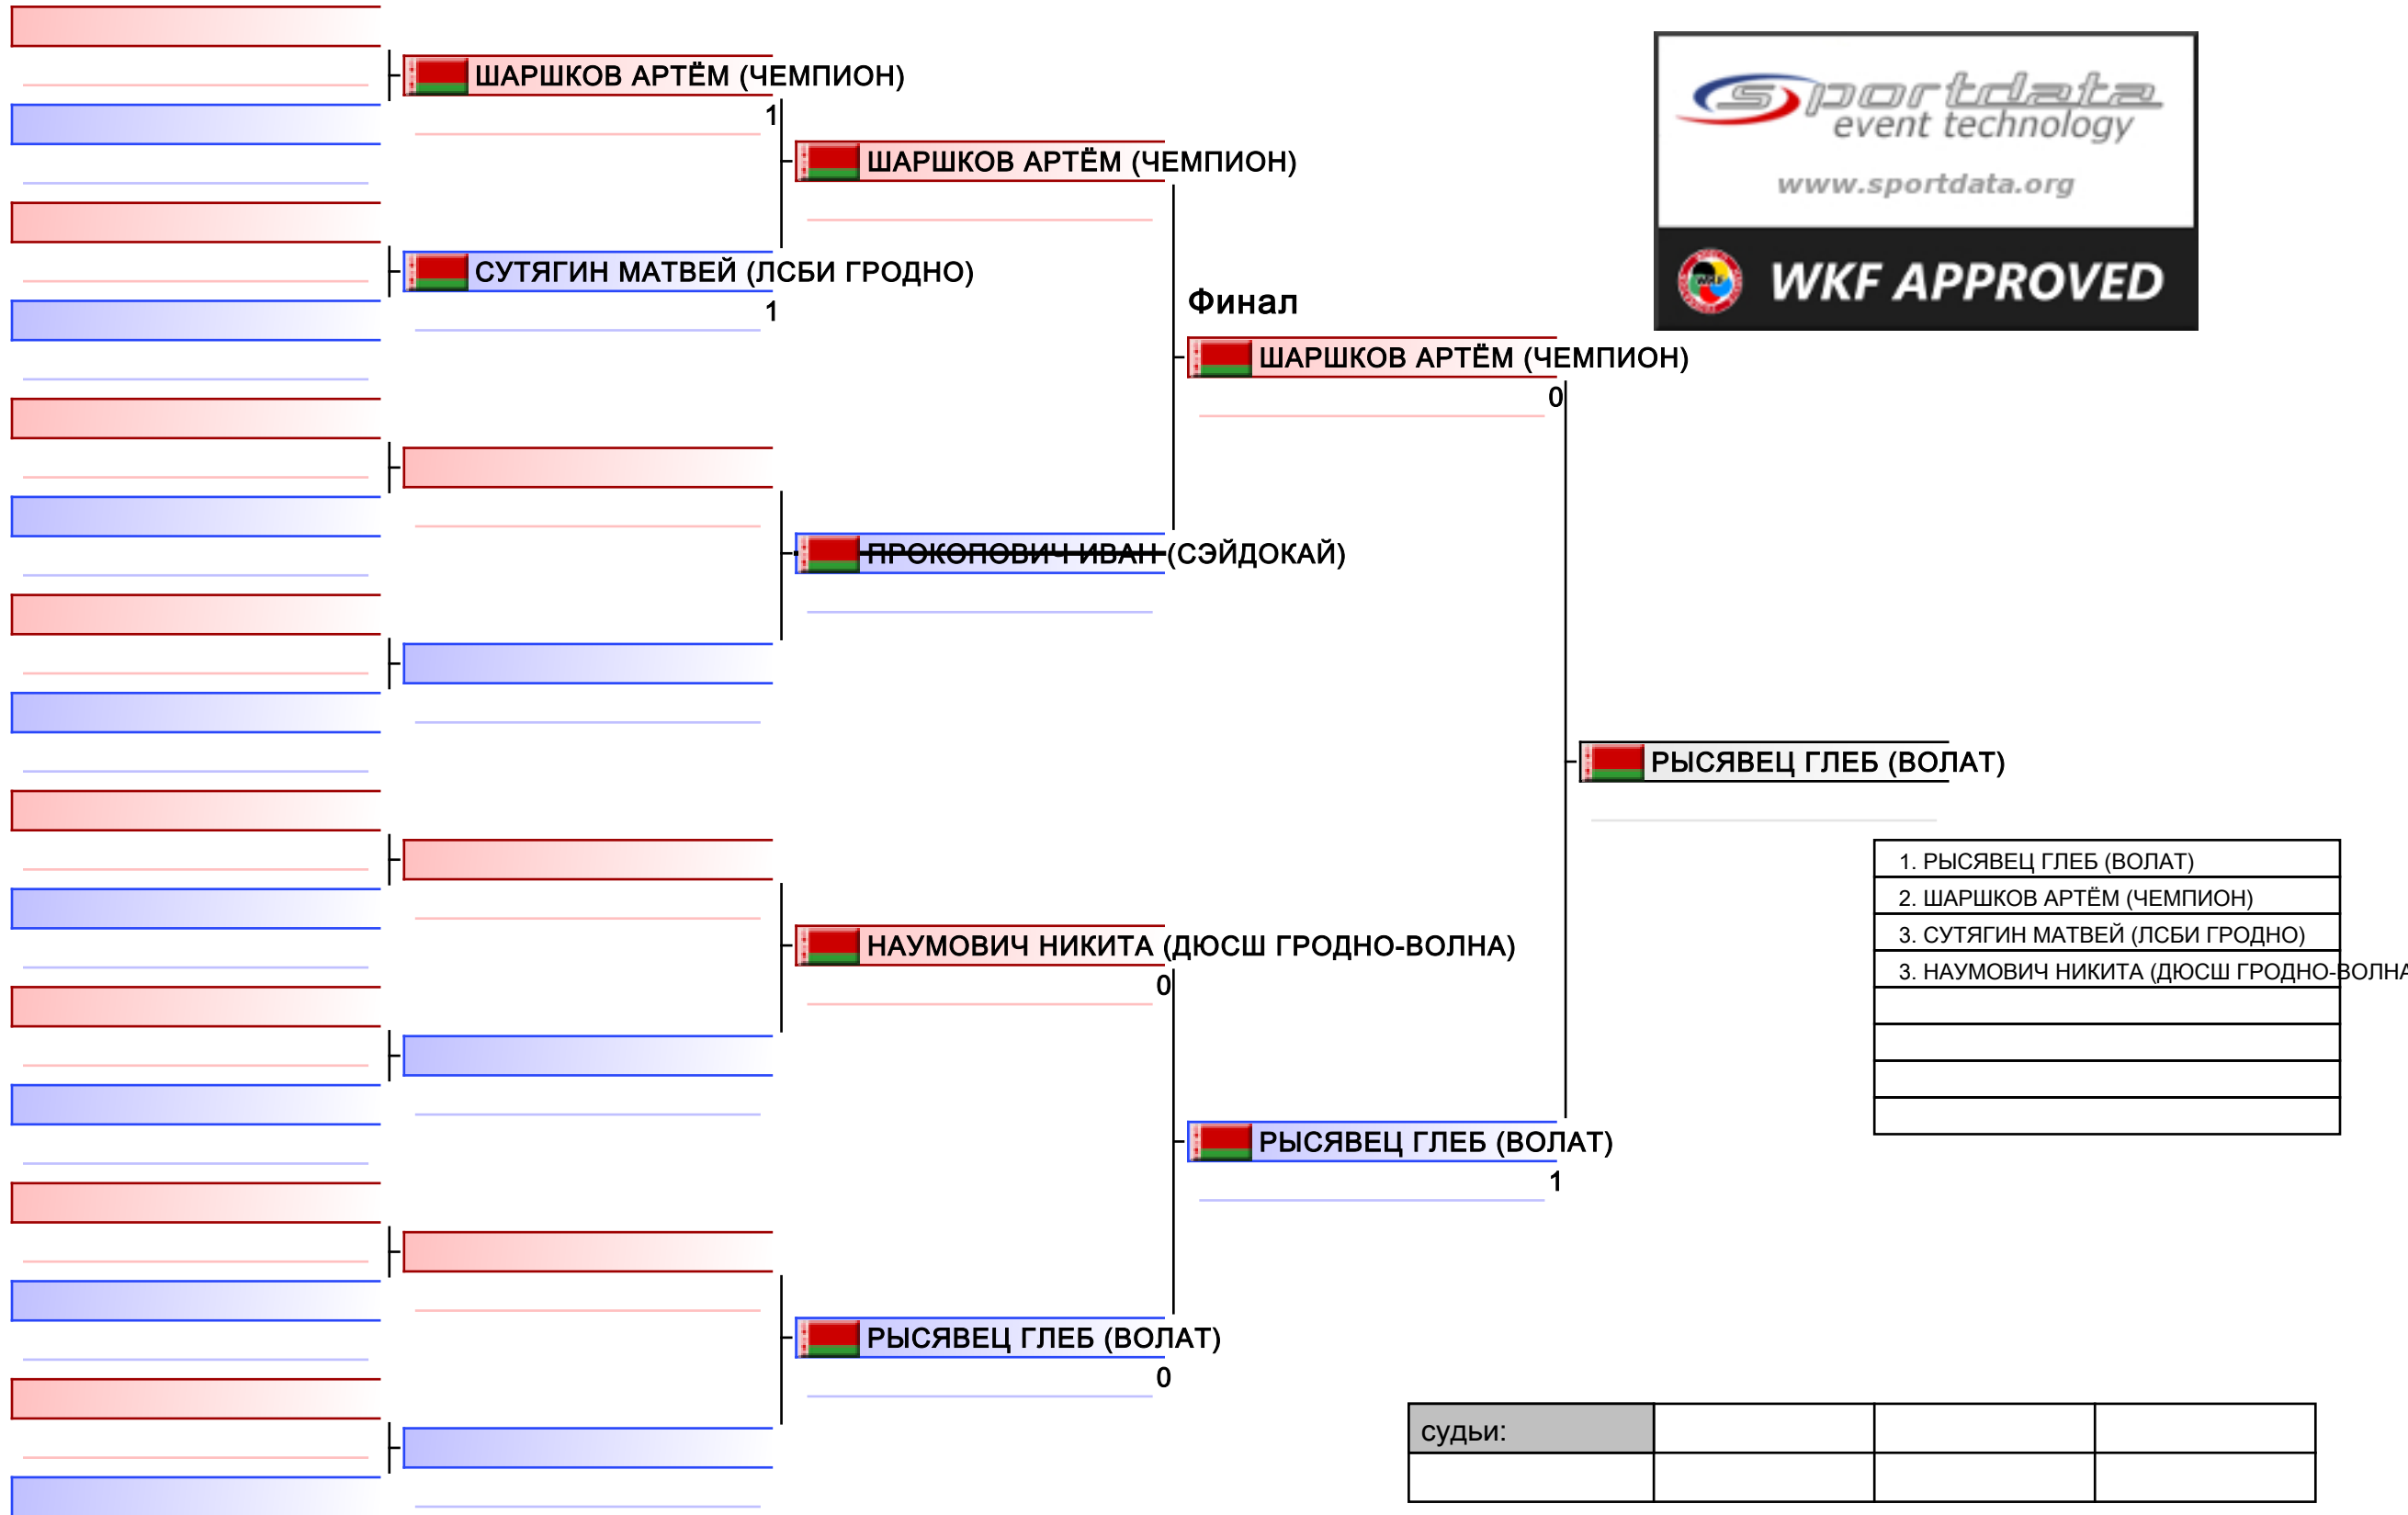 ШАРШКОВ АРТЁМ (ЧЕМПИОН)
1
СУТЯГИН МАТВЕЙ (ЛСБИ ГРОДНО)
1
ШАРШКОВ АРТЁМ (ЧЕМПИОН)
ПРОКОПОВИЧ ИВАН (СЭЙДОКАЙ)
НАУМОВИЧ НИКИТА (ДЮСШ ГРОДНО-ВОЛНА)
0
РЫСЯВЕЦ ГЛЕБ (ВОЛАТ)
0
Финал
ШАРШКОВ АРТЁМ (ЧЕМПИОН)
0
РЫСЯВЕЦ ГЛЕБ (ВОЛАТ)
1
РЫСЯВЕЦ ГЛЕБ (ВОЛАТ)
sportdata
event technology
www.sportdata.org
WKF
WKF APPROVED
1. РЫСЯВЕЦ ГЛЕБ (ВОЛАТ)
2. ШАРШКОВ АРТЁМ (ЧЕМПИОН)
3. СУТЯГИН МАТВЕЙ (ЛСБИ ГРОДНО)
3. НАУМОВИЧ НИКИТА (ДЮСШ ГРОДНО-ВОЛНА
судьи: